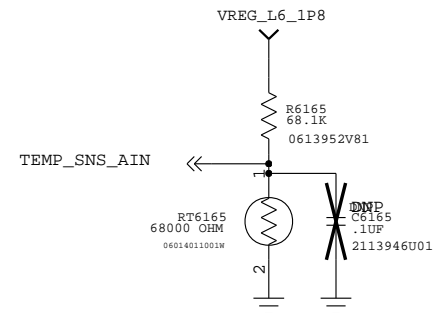 VREG_L6_1P8
R6165
68.1K
0613952V81
TEMP_SNS_AIN
1
DNP
RT6165
C6165
68000 OHM
.1UF
06014011001W
2113946U01
2